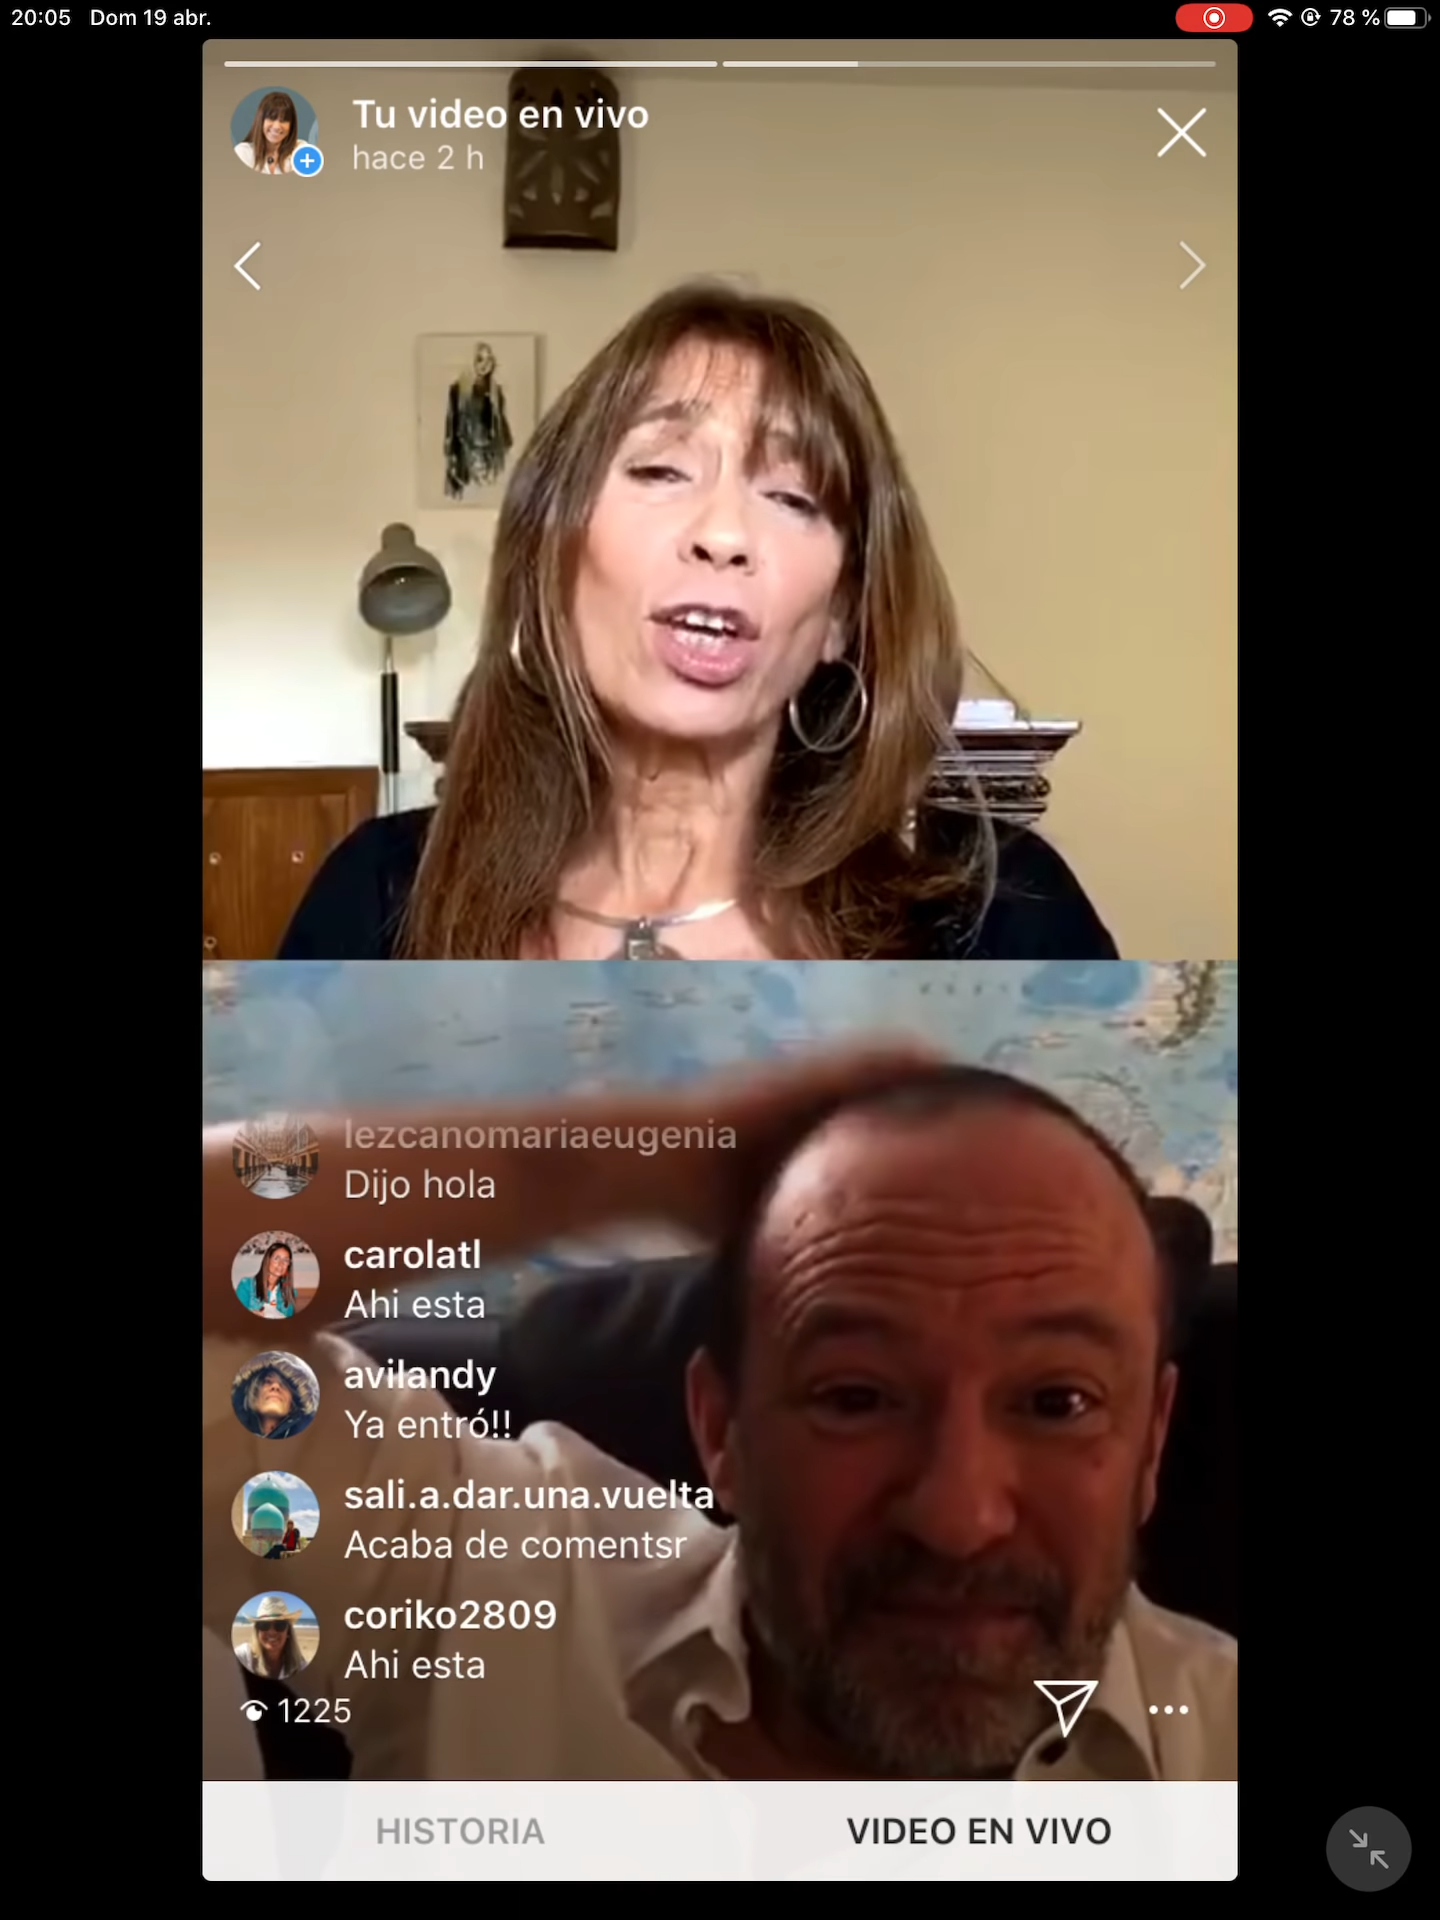 20:05 Dom 19 abr.
78 %
Tu video en vivo
hace 2 h
lezcanomariaeugenia
Dijo hola
carolatl
Ahi esta
avilandy
Ya entró!!
sali.a.dar.una.vuelta
Acaba de comentsr
coriko2809
Ahi esta
1225
HISTORIA
VIDEO EN VIVO